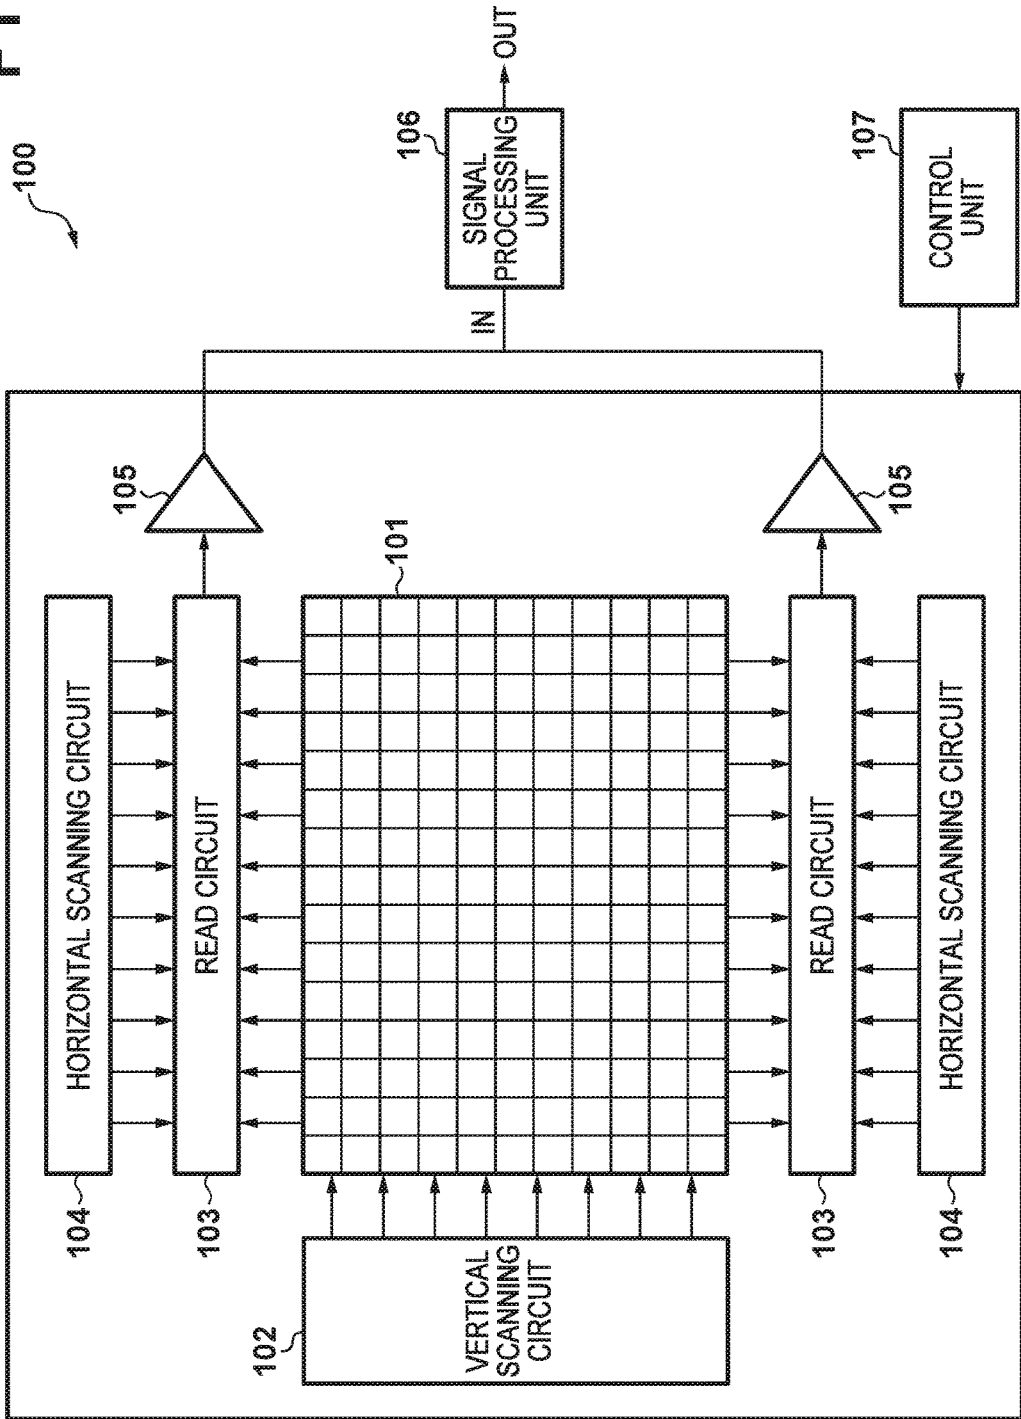 100
104
HORIZONTAL SCANNING CIRCUIT
105
103
READ CIRCUIT
102
101
106
VERTICAL
SCANNING
CIRCUIT
IN
SIGNAL
PROCESSING
UNIT
OUT
103
READ CIRCUIT
105
107
104
HORIZONTAL SCANNING CIRCUIT
CONTROL
UNIT